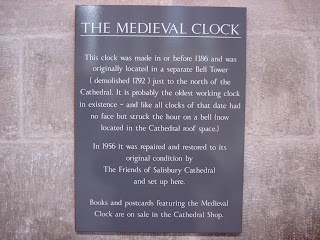 THE MEDIEVAL CLOCK
This clock was made in or before 1386 and was
originally located in a separate Bell Tower
( demolished 1792 ) just to the north of the
Cathedral. It is probably the oldest working clock
in existence – and like all clocks of that date had
no face but struck the hour on a bell (now
located in the Cathedral roof space.)
In 1956 it was repaired and restored to its
original condition by
The Friends of Salisbury Cathedral
and set up here.
Books and postcards featuring the Medieval
Clock are on sale in the Cathedral Shop.